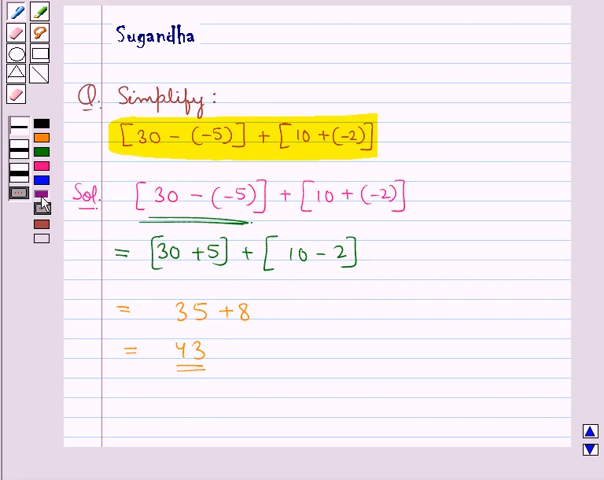 Sugandha
Q. Simplify:
[30 - (-5)] + [10 + (-2)]
Sol. [30 - (-5)] + [10 + (-2)]
= [30 + 5] + [10 - 2]
= 35 + 8
= 43